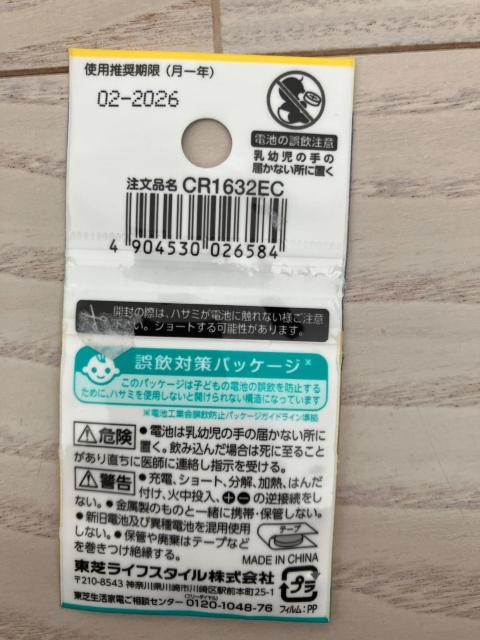 使用推奨期限(月一年)
02-2026
電池の誤飲注意
乳幼児の手の
届かない所に置く
注文品名 CR1632EC
4 904530 026584
開封の際は、ハサミが電池に触れない様ご注意
下さい。ショートする可能性があります。
誤飲対策パッケージ※
このパッケージは子どもの電池の誤飲を防止する
ために、ハサミを使用しないと開けられない構造になっています
※電池工業会誤飲防止パッケージガイドライン準拠
危険 ●電池は乳幼児の手の届かない所に
置く。飲み込んだ場合は死に至ること
があり直ちに医師に連絡し指示を受ける。
警告 ●充電、ショート、分解、加熱、はんだ
付け、火中投入、⊕⊖の逆接続をし
ない。●金属製のものと一緒に携帯・保管しない。
●新旧電池及び異種電池を混用使用
しない。●保管や廃棄はテープなど
を巻きつけ絶縁する。
テープ
MADE IN CHINA
東芝ライフスタイル株式会社
〒210-8543 神奈川県川崎市川崎区駅前本町25-1
東芝生活家電ご相談センター 0120-1048-76
(フリーダイヤル)
プラ
フィルム:PP